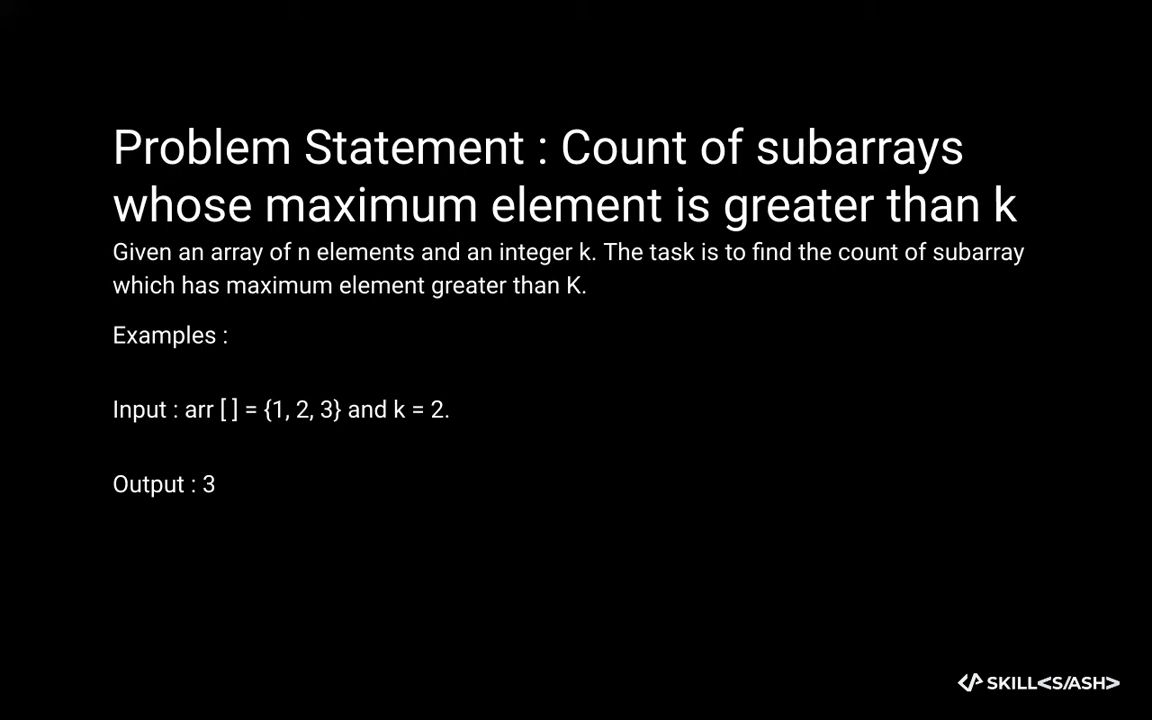 Problem Statement : Count of subarrays
whose maximum element is greater than k
Given an array of n elements and an integer k. The task is to find the count of subarray
which has maximum element greater than K.
Examples :
Input : arr [ ] = {1, 2, 3} and k = 2.
Output : 3
</> SKILL<S/ASH>